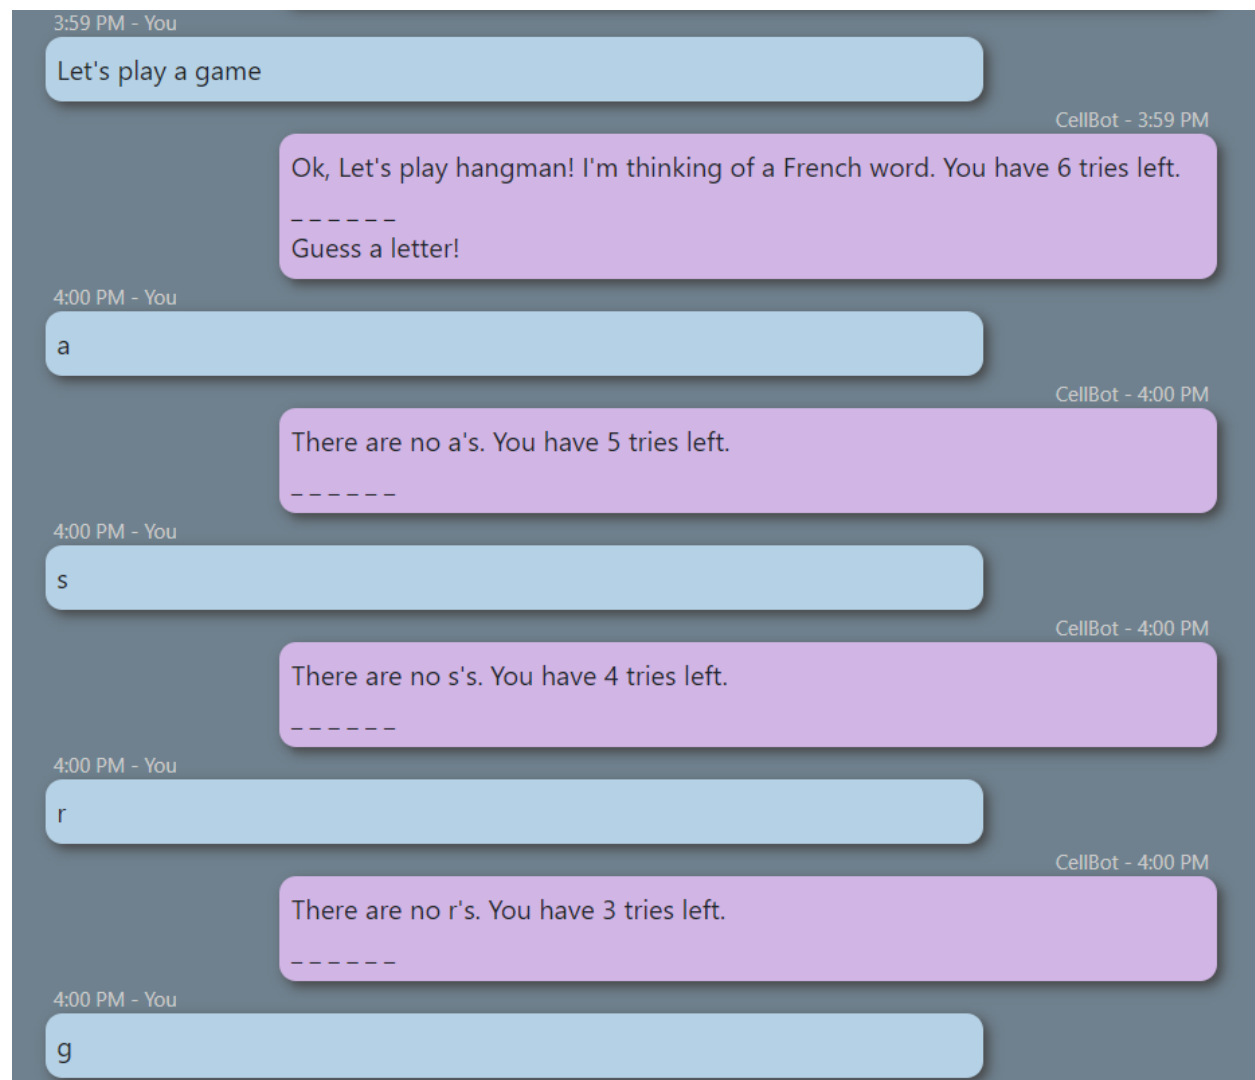 3:59 PM - You
Let's play a game
CellBot - 3:59 PM
Ok, Let's play hangman! I'm thinking of a French word. You have 6 tries left.
_ _ _ _ _ _
Guess a letter!
4:00 PM - You
a
CellBot - 4:00 PM
There are no a's. You have 5 tries left.
_ _ _ _ _ _
4:00 PM - You
s
CellBot - 4:00 PM
There are no s's. You have 4 tries left.
_ _ _ _ _ _
4:00 PM - You
r
CellBot - 4:00 PM
There are no r's. You have 3 tries left.
_ _ _ _ _ _
4:00 PM - You
g